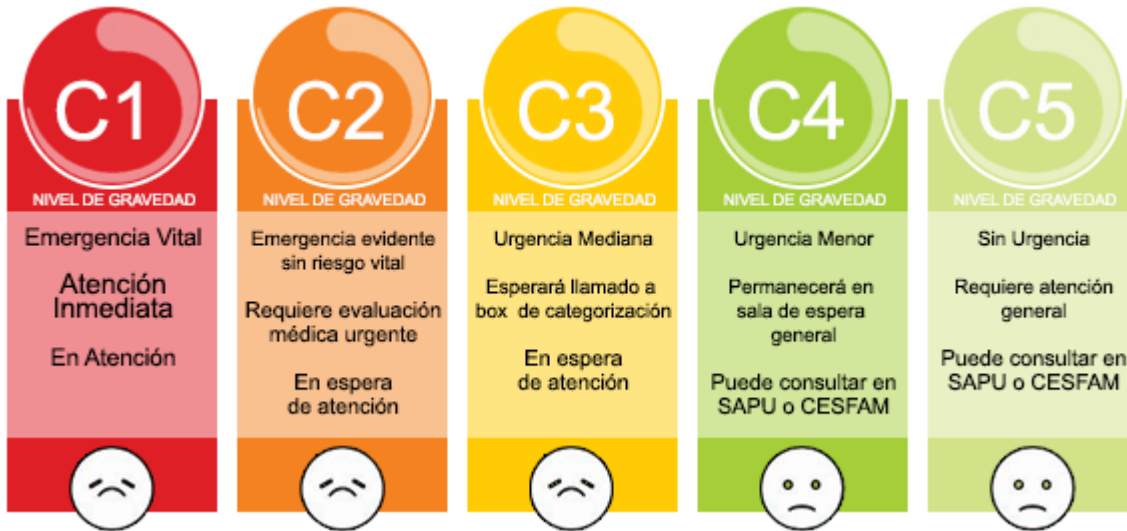 C1
NIVEL DE GRAVEDAD
Emergencia Vital
Atención
Inmediata
En Atención
C2
NIVEL DE GRAVEDAD
Emergencia evidente
sin riesgo vital
Requiere evaluación
médica urgente
En espera
de atención
C3
NIVEL DE GRAVEDAD
Urgencia Mediana
Esperará llamado a
box de categorización
En espera
de atención
C4
NIVEL DE GRAVEDAD
Urgencia Menor
Permanecerá en
sala de espera
general
Puede consultar en
SAPU o CESFAM
C5
NIVEL DE GRAVEDAD
Sin Urgencia
Requiere atención
general
Puede consultar en
SAPU o CESFAM